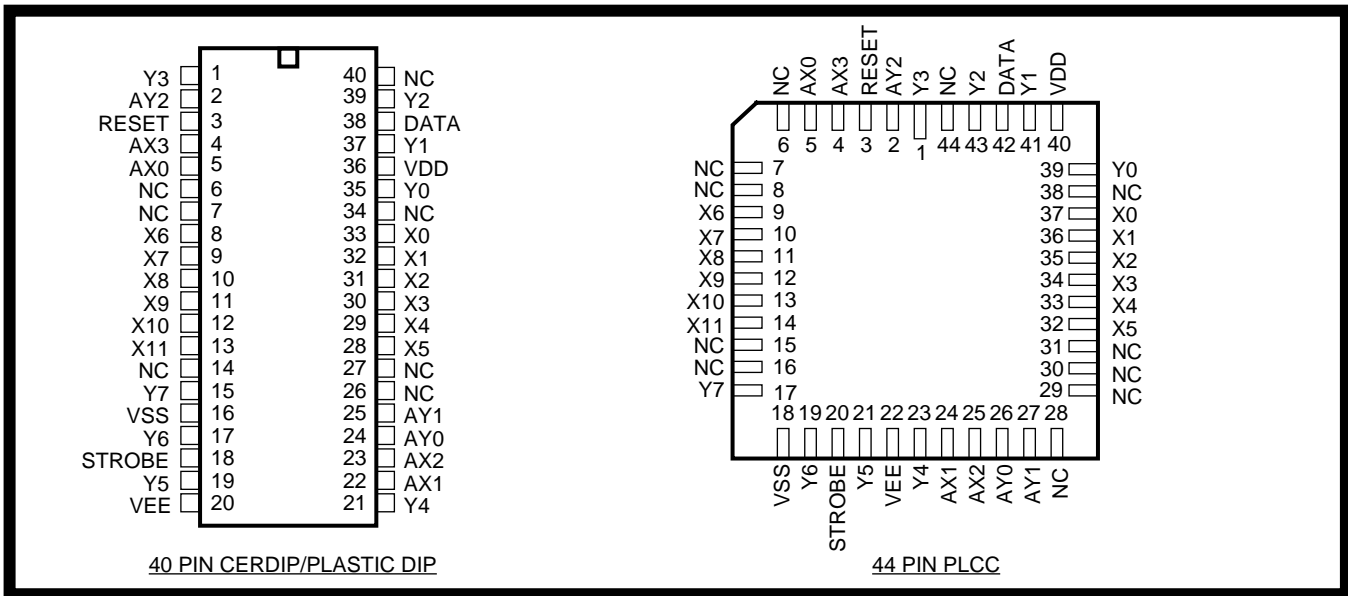 Y3 1 40 NC
AY2 2 39 Y2
RESET 3 38 DATA
AX3 4 37 Y1
AX0 5 36 VDD
NC 6 35 Y0
NC 7 34 NC
X6 8 33 X0
X7 9 32 X1
X8 10 31 X2
X9 11 30 X3
X10 12 29 X4
X11 13 28 X5
NC 14 27 NC
Y7 15 26 NC
VSS 16 25 AY1
Y6 17 24 AY0
STROBE 18 23 AX2
Y5 19 22 AX1
VEE 20 21 Y4
40 PIN CERDIP/PLASTIC DIP
NC AX0 AX3 RESET AY2 Y3 NC Y2 DATA Y1 VDD
6 5 4 3 2 1 44 43 42 41 40
NC 7 39 Y0
NC 8 38 NC
X6 9 37 X0
X7 10 36 X1
X8 11 35 X2
X9 12 34 X3
X10 13 33 X4
X11 14 32 X5
NC 15 31 NC
NC 16 30 NC
Y7 17 29 NC
18 19 20 21 22 23 24 25 26 27 28
VSS Y6 STROBE Y5 VEE Y4 AX1 AX2 AY0 AY1 NC
44 PIN PLCC